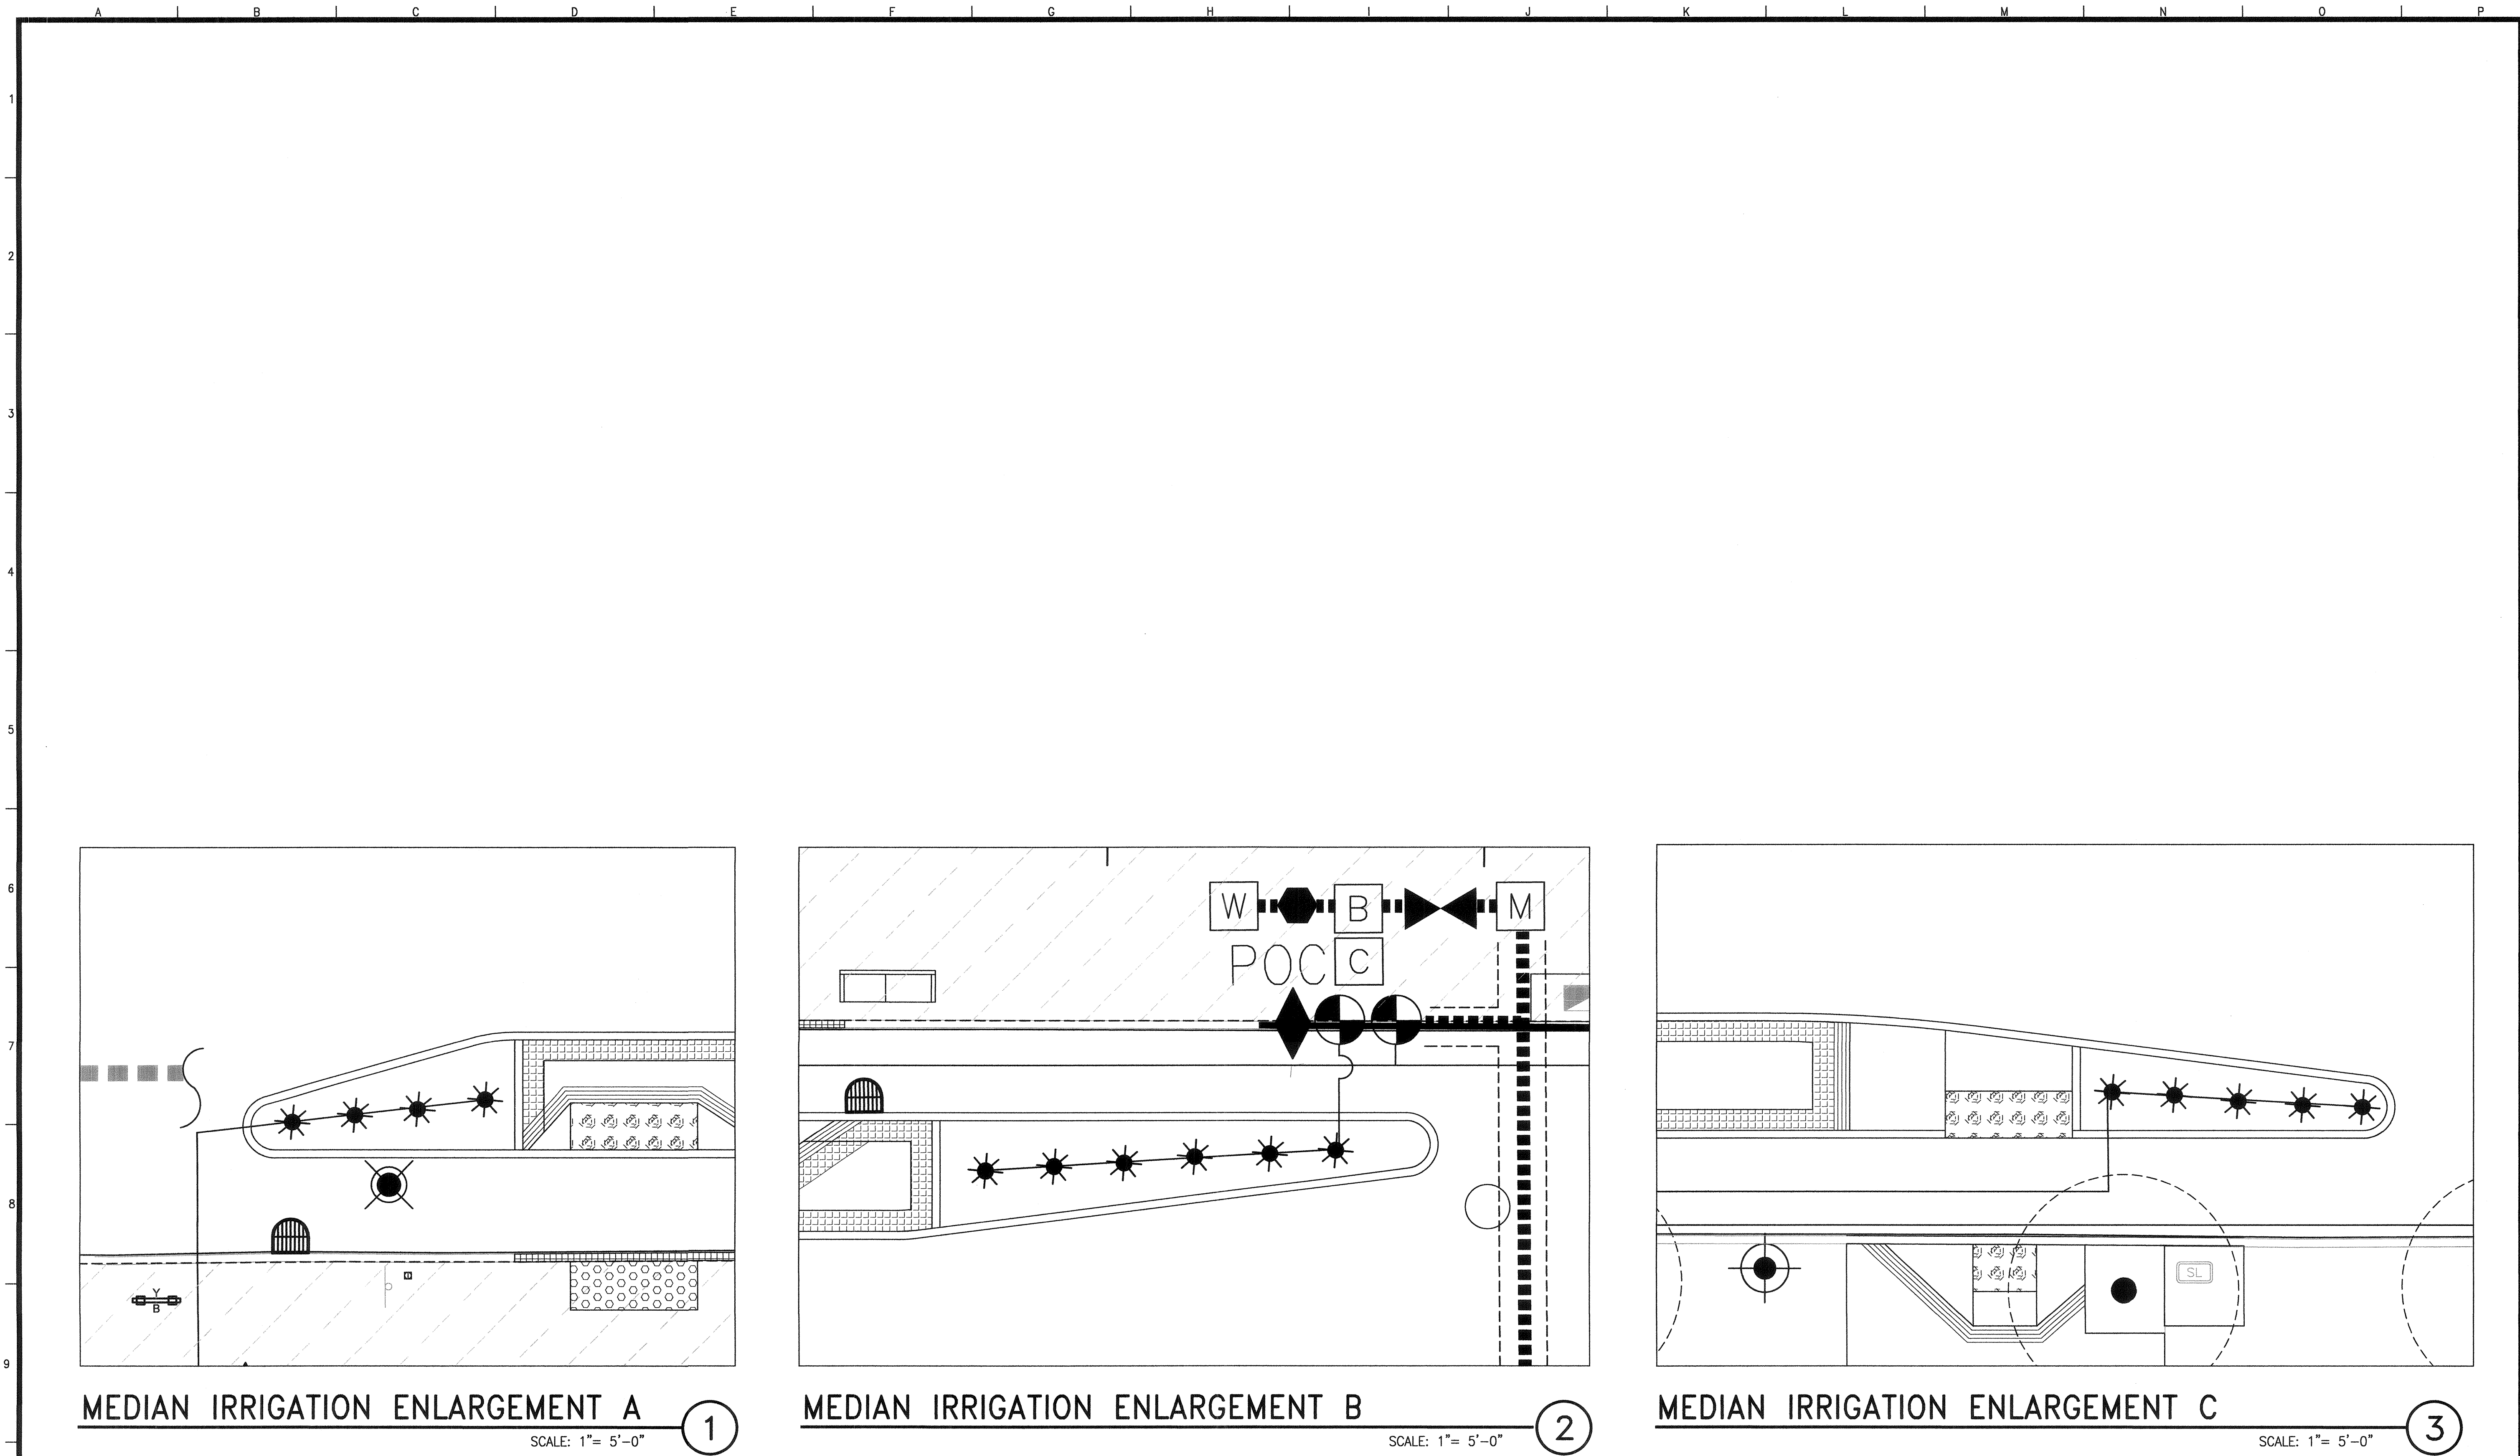 A B C D E F G H I J K L M N O P
1
2
3
4
5
6
7
8
9
W B M
POC C
Y
B
SL
MEDIAN IRRIGATION ENLARGEMENT A 1
SCALE: 1"= 5'-0"
MEDIAN IRRIGATION ENLARGEMENT B 2
SCALE: 1"= 5'-0"
MEDIAN IRRIGATION ENLARGEMENT C 3
SCALE: 1"= 5'-0"